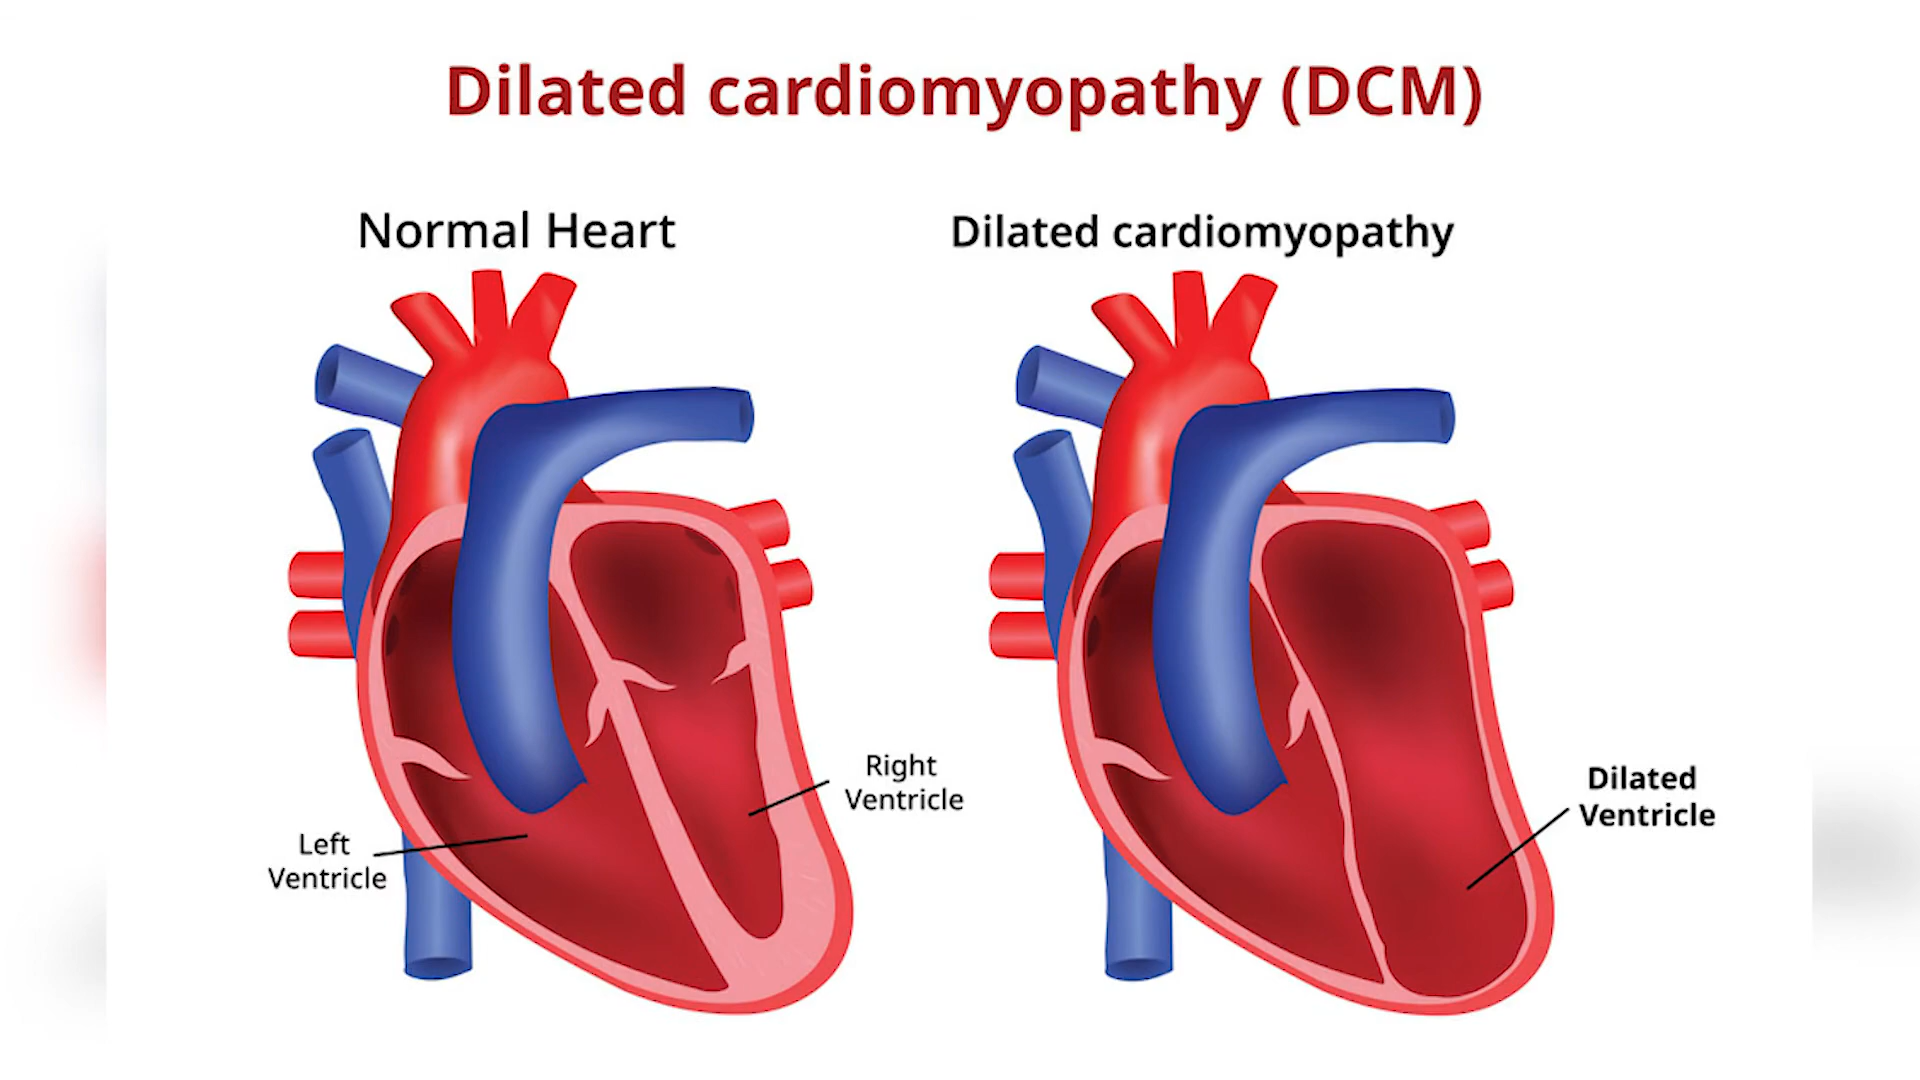 Dilated cardiomyopathy (DCM)
Normal Heart
Dilated cardiomyopathy
Right
Ventricle
Left
Ventricle
Dilated
Ventricle